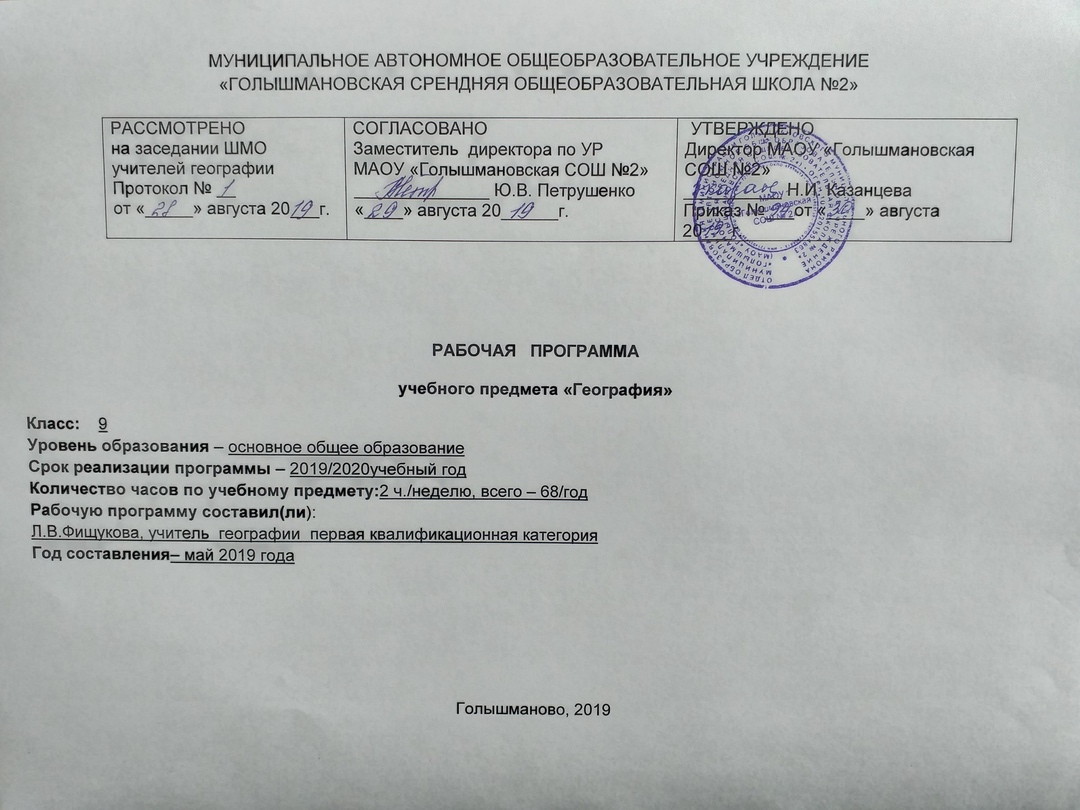 МУНИЦИПАЛЬНОЕ АВТОНОМНОЕ ОБЩЕОБРАЗОВАТЕЛЬНОЕ УЧРЕЖДЕНИЕ
«ГОЛЫШМАНОВСКАЯ СРЕНДНЯЯ ОБЩЕОБРАЗОВАТЕЛЬНАЯ ШКОЛА №2»
РАССМОТРЕНО
на заседании ШМО
учителей географии
Протокол № 1
от «28» августа 2019г.
СОГЛАСОВАНО
Заместитель директора по УР
МАОУ «Голышмановская СОШ №2»
Ю.В. Петрушенко
«29» августа 20 19 г.
УТВЕРЖДЕНО
Директор МАОУ «Голышмановская
СОШ №2»
Н.И. Казанцева
Приказ № от « » августа
2019 г.
РАБОЧАЯ ПРОГРАММА
учебного предмета «География»
Класс: 9
Уровень образования – основное общее образование
Срок реализации программы – 2019/2020учебный год
Количество часов по учебному предмету:2 ч./неделю, всего – 68/год
Рабочую программу составил(ли):
Л.В.Фищукова, учитель географии первая квалификационная категория
Год составления– май 2019 года
Голышманово, 2019